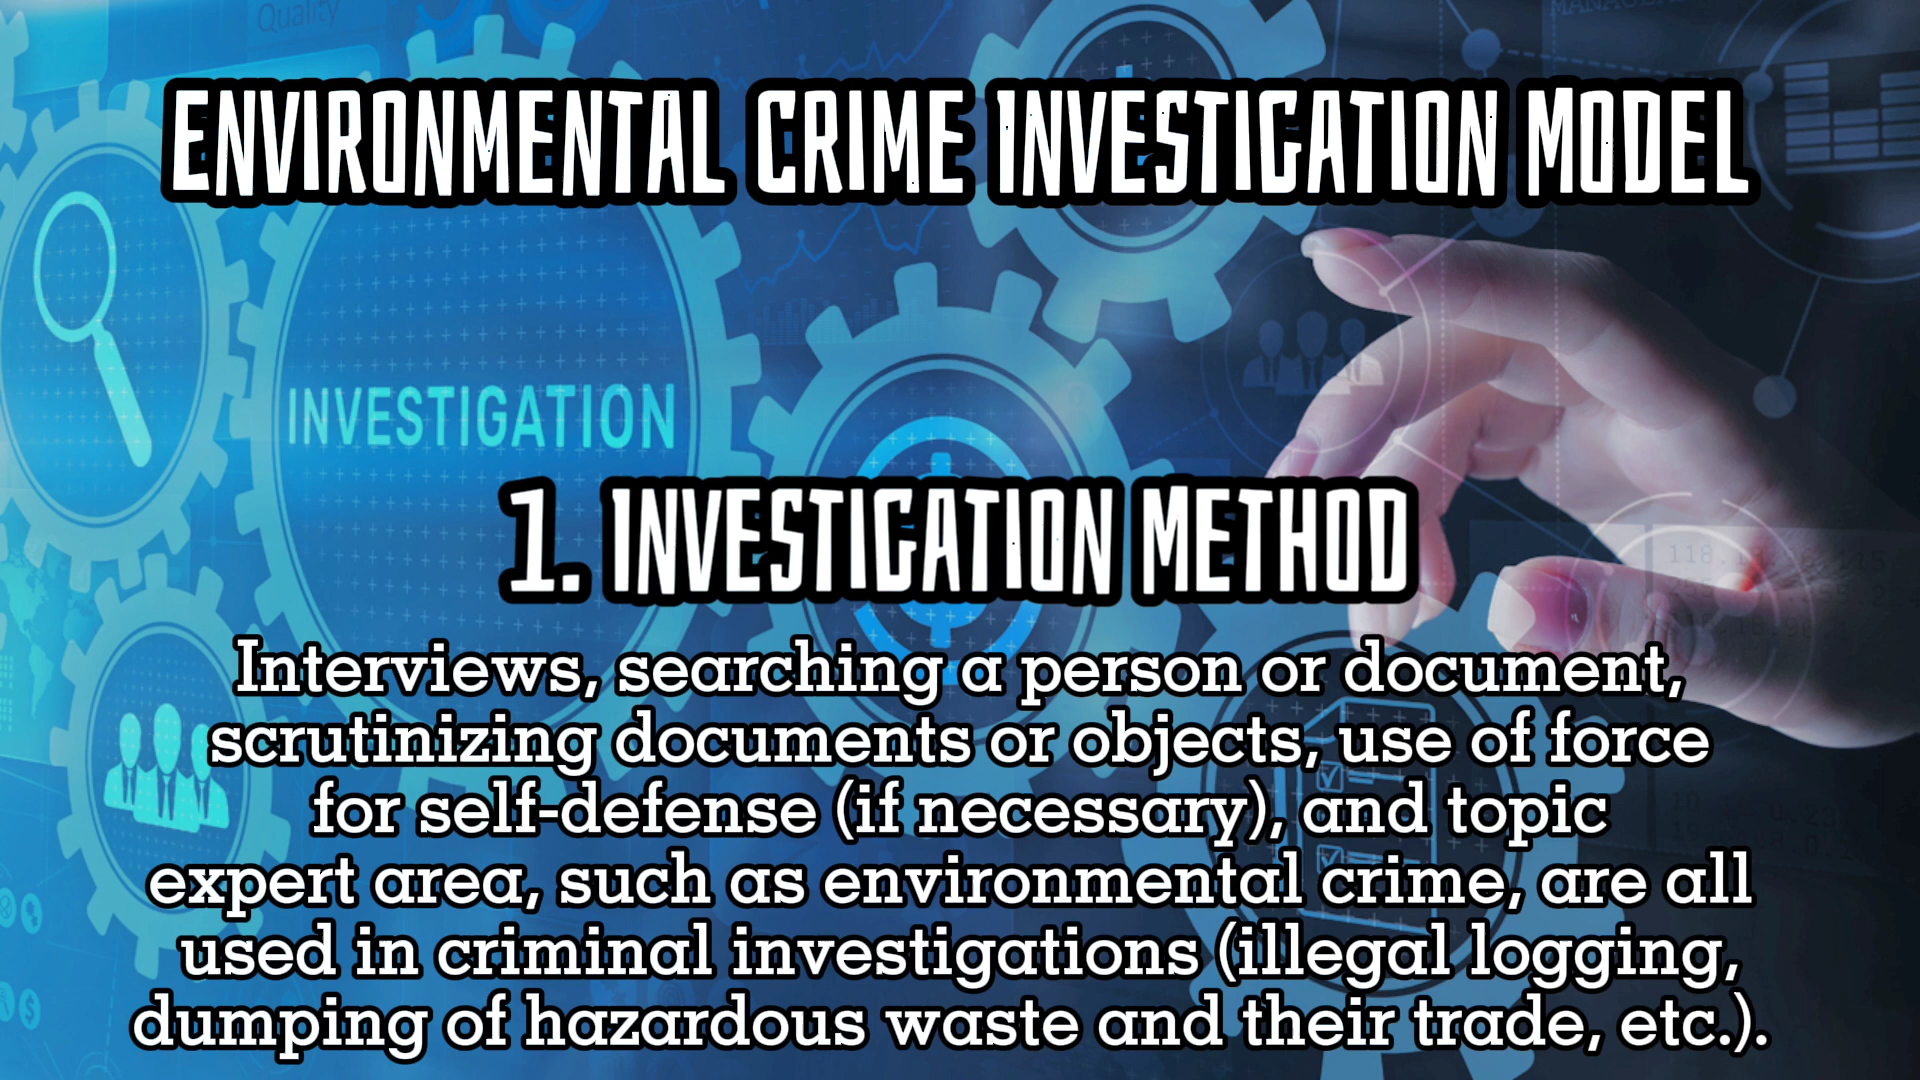 Quality
MANAGEM
ENVIRONMENTAL CRIME INVESTIGATION MODEL
INVESTIGATION
1. INVESTIGATION METHOD
Interviews, searching a person or document,
scrutinizing documents or objects, use of force
for self-defense (if necessary), and topic
expert area, such as environmental crime, are all
used in criminal investigations (illegal logging,
dumping of hazardous waste and their trade, etc.).